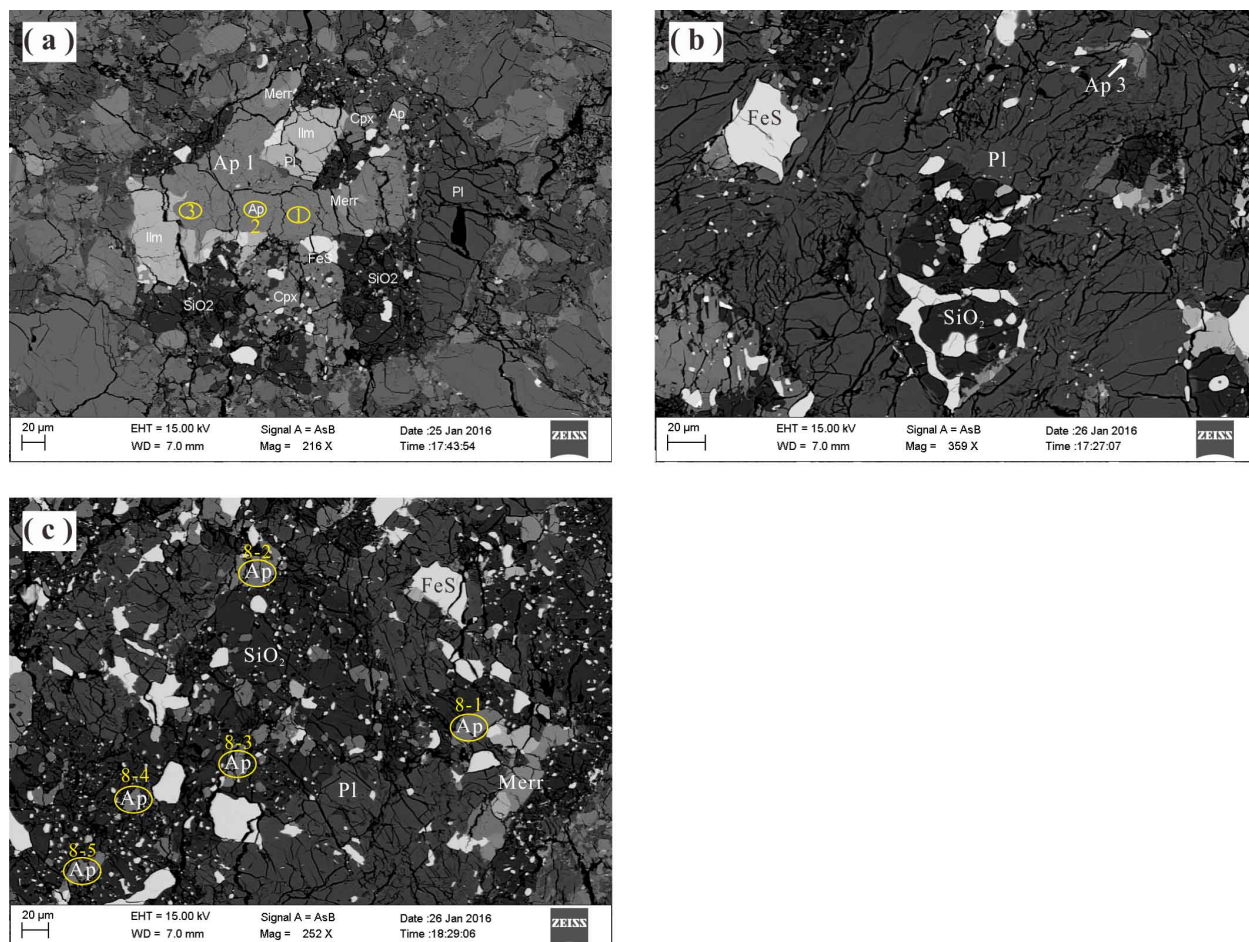 ( a )
Merr
Ilm
Cpx
Ap
Pl
Ap 1
Pl
Merr
3
Ap
2
1
Ilm
FeS
SiO2
SiO2
Cpx
20 µm
EHT = 15.00 kV
Signal A = AsB
Date :25 Jan 2016
WD = 7.0 mm
Mag = 216 X
Time :17:43:54
ZEISS
( b )
Ap 3
FeS
Pl
SiO₂
20 µm
EHT = 15.00 kV
Signal A = AsB
Date :26 Jan 2016
WD = 7.0 mm
Mag = 359 X
Time :17:27:07
ZEISS
( c )
8-2
Ap
FeS
SiO₂
8-1
Ap
8-3
Ap
8-4
Ap
Pl
Merr
8-5
Ap
20 µm
EHT = 15.00 kV
Signal A = AsB
Date :26 Jan 2016
WD = 7.0 mm
Mag = 252 X
Time :18:29:06
ZEISS